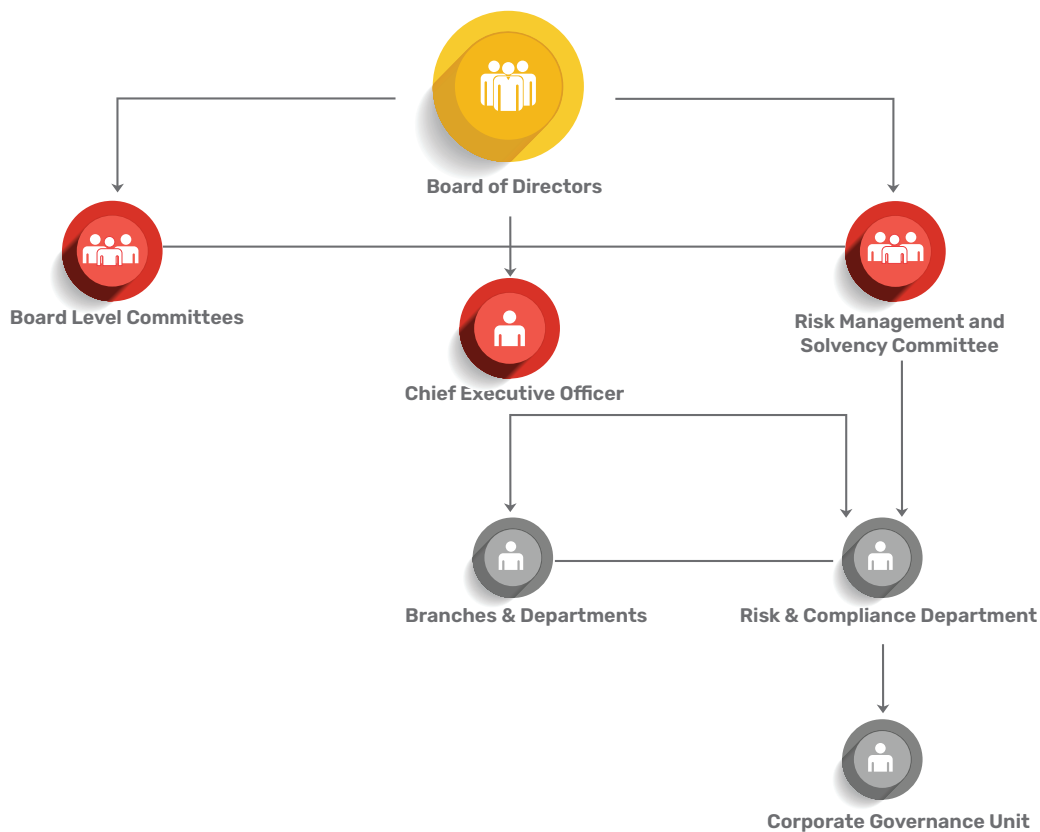 Board of Directors
Board Level Committees
Risk Management and
Solvency Committee
Chief Executive Officer
Branches & Departments
Risk & Compliance Department
Corporate Governance Unit